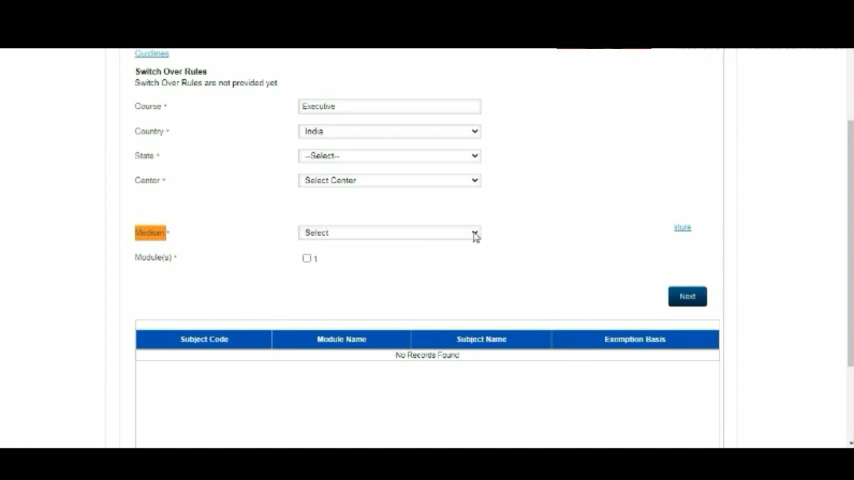 Guidlines
Switch Over Rules
Switch Over Rules are not provided yet
Course * Executive
Country * India
State * --Select--
Center * Select Center
Medium * Select
Module(s) * 1
Next
Subject Code Module Name Subject Name Exemption Basis
No Records Found